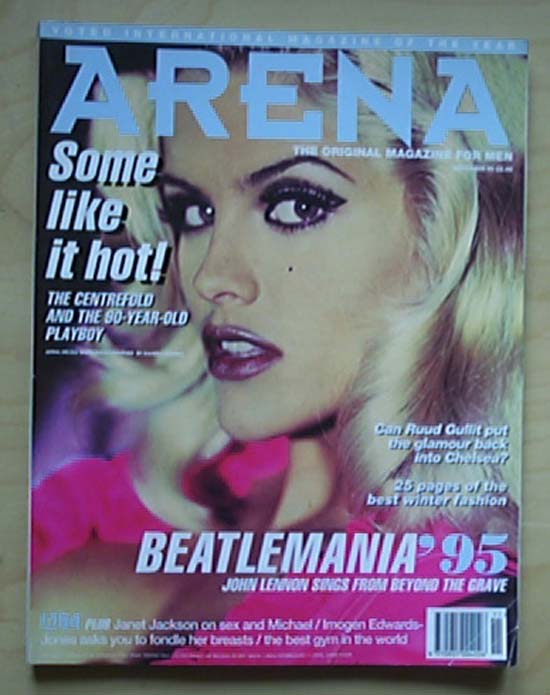 VOTED INTERNATIONAL MAGAZINE OF THE YEAR
ARENA
THE ORIGINAL MAGAZINE FOR MEN
Some
like
it hot!
THE CENTREFOLD
AND THE 90-YEAR-OLD
PLAYBOY
Can Ruud Gullit put
the glamour back
into Chelsea?
25 pages of the
best winter fashion
BEATLEMANIA '95
JOHN LENNON SINGS FROM BEYOND THE GRAVE
PLUS Janet Jackson on sex and Michael / Imogen Edwards-
Jones asks you to fondle her breasts / the best gym in the world